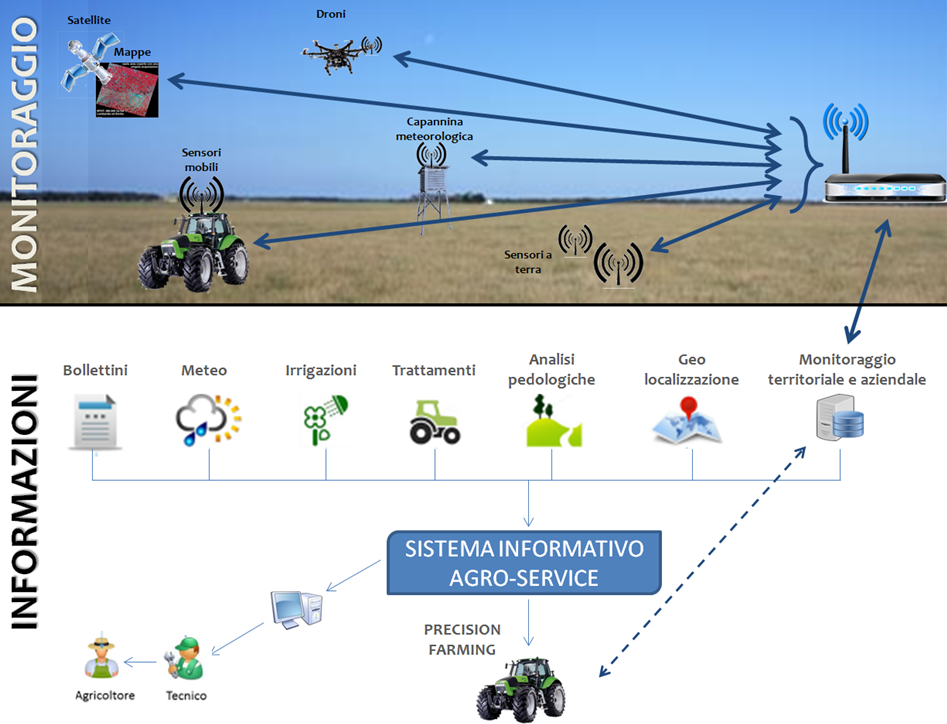 MONITORAGGIO
Satellite
Mappe
Droni
Capannina
meteorologica
Sensori
mobili
Sensori a
terra
INFORMAZIONI
Bollettini
Meteo
Irrigazioni
Trattamenti
Analisi
pedologiche
Geo
localizzazione
Monitoraggio
territoriale e aziendale
SISTEMA INFORMATIVO
AGRO-SERVICE
PRECISION
FARMING
Agricoltore
Tecnico